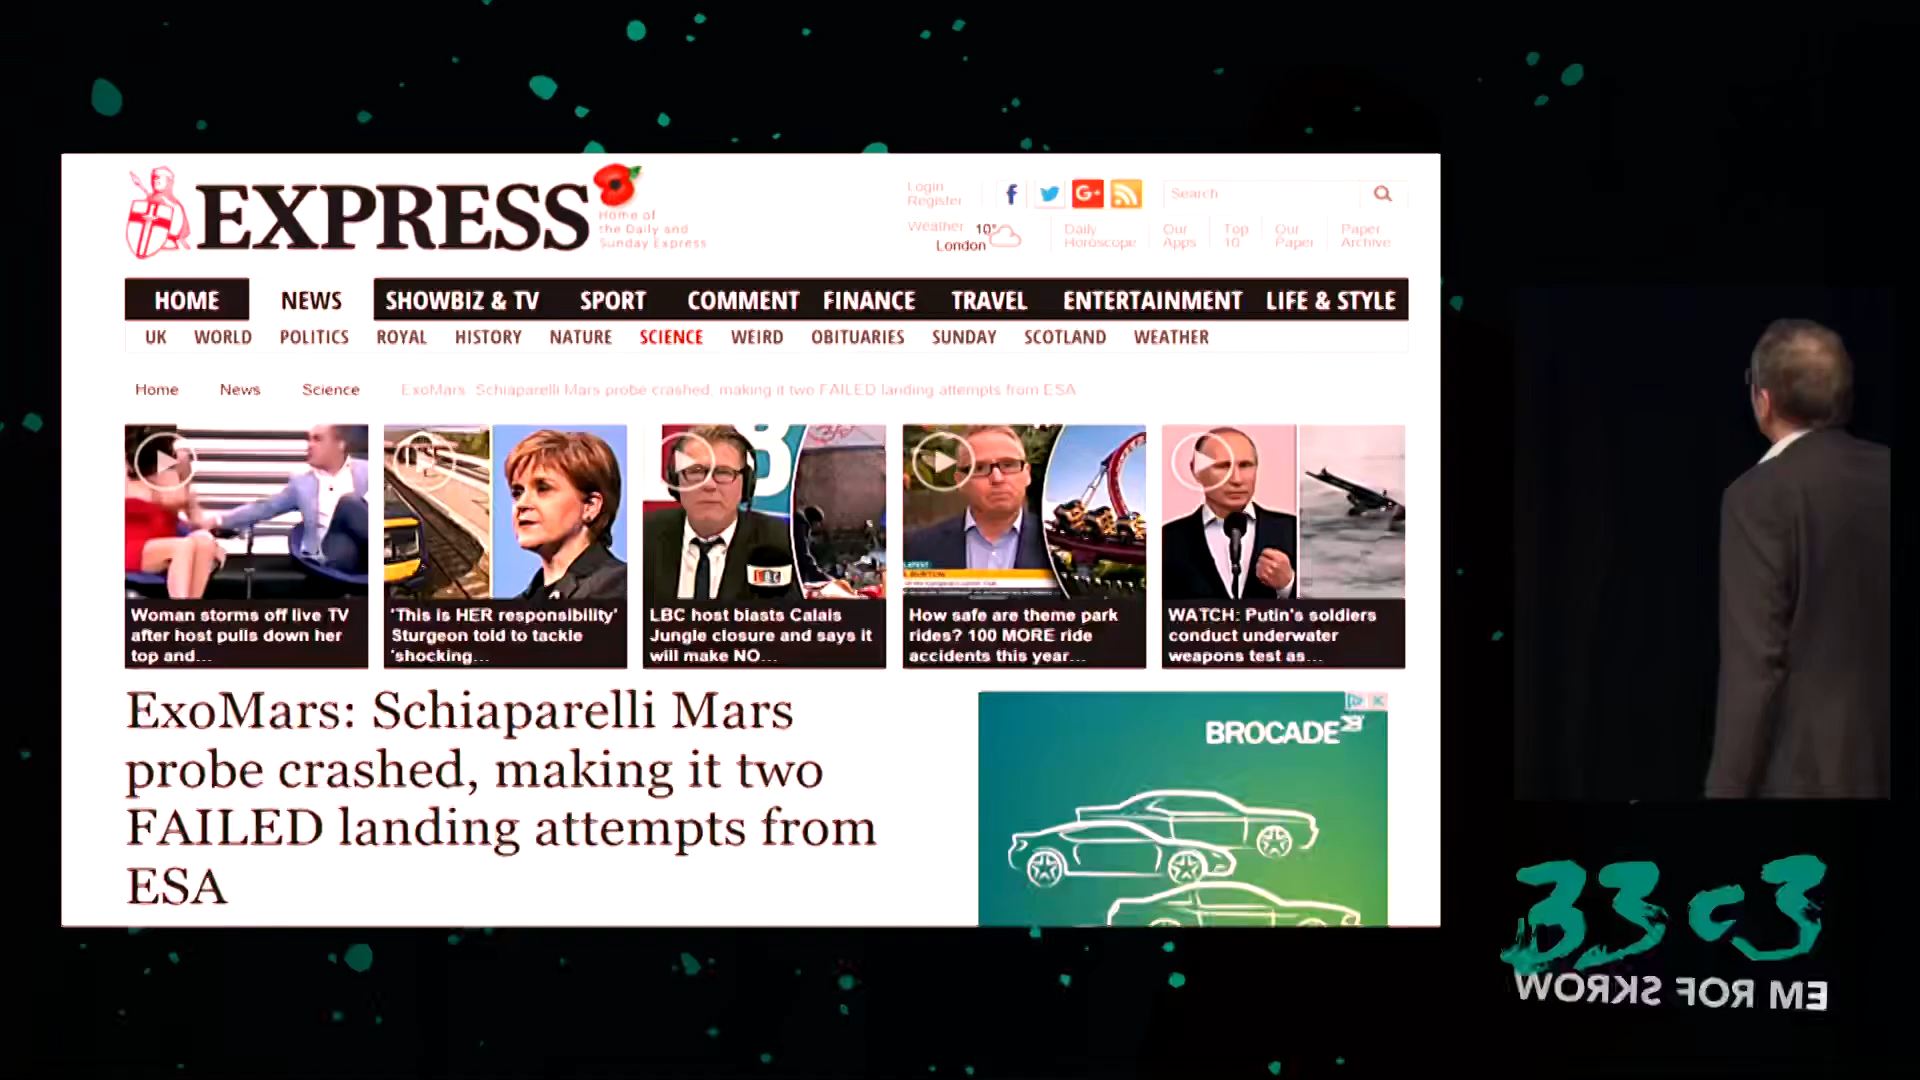 EXPRESS
Home of
the Daily and
Sunday Express
Login
Register
Search
Weather 10°
London
Daily
Horoscope
Our
Apps
Top
10
Our
Paper
Paper
Archive
HOME NEWS SHOWBIZ & TV SPORT COMMENT FINANCE TRAVEL ENTERTAINMENT LIFE & STYLE
UK WORLD POLITICS ROYAL HISTORY NATURE SCIENCE WEIRD OBITUARIES SUNDAY SCOTLAND WEATHER
Home News Science ExoMars: Schiaparelli Mars probe crashed, making it two FAILED landing attempts from ESA
LBC
Woman storms off live TV
after host pulls down her
top and...
'This is HER responsibility'
Sturgeon told to tackle
'shocking...
LBC host blasts Calais
Jungle closure and says it
will make NO...
How safe are theme park
rides? 100 MORE ride
accidents this year...
WATCH: Putin's soldiers
conduct underwater
weapons test as...
ExoMars: Schiaparelli Mars
probe crashed, making it two
FAILED landing attempts from
ESA
BROCADE
33c3
WORKS FOR ME